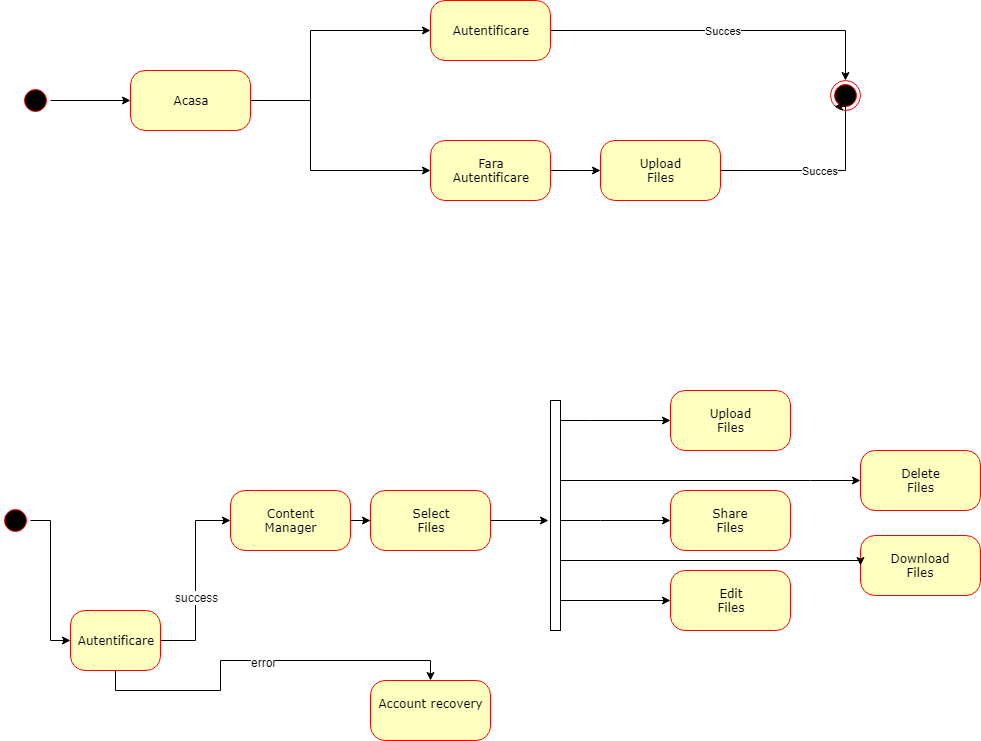 Autentificare
Succes
Acasa
Fara
Autentificare
Upload
Files
Succes
Upload
Files
Delete
Files
Content
Manager
Select
Files
Share
Files
Download
Files
Edit
Files
success
Autentificare
error
Account recovery